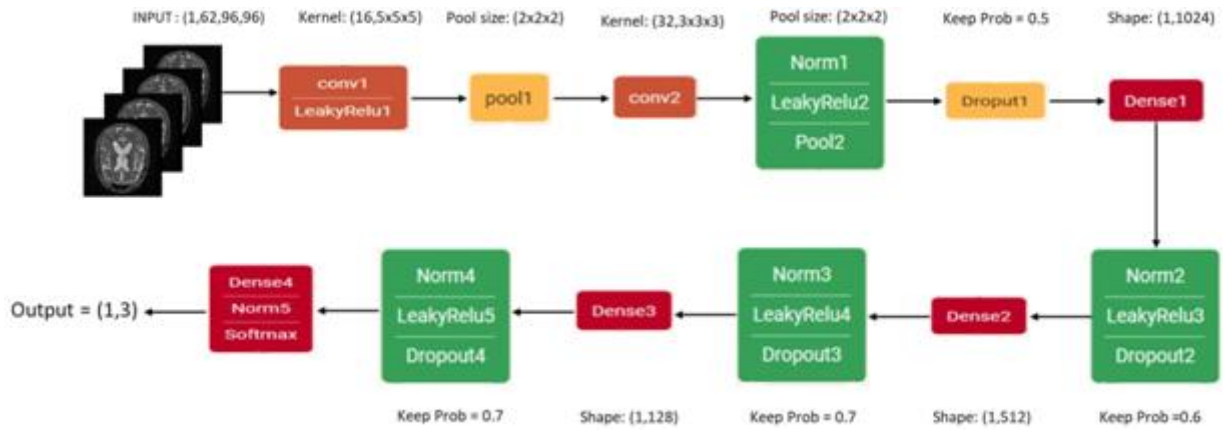 INPUT : (1,62,96,96)
Kernel: (16,5x5x5)
Pool size: (2x2x2)
Kernel: (32,3x3x3)
Pool size: (2x2x2)
Keep Prob = 0.5
Shape: (1,1024)
conv1
LeakyRelu1
pool1
conv2
Norm1
LeakyRelu2
Pool2
Droput1
Dense1
Norm2
LeakyRelu3
Dropout2
Dense2
Norm3
LeakyRelu4
Dropout3
Dense3
Norm4
LeakyRelu5
Dropout4
Dense4
Norm5
Softmax
Output = (1,3)
Keep Prob = 0.7
Shape: (1,128)
Keep Prob = 0.7
Shape: (1,512)
Keep Prob =0.6